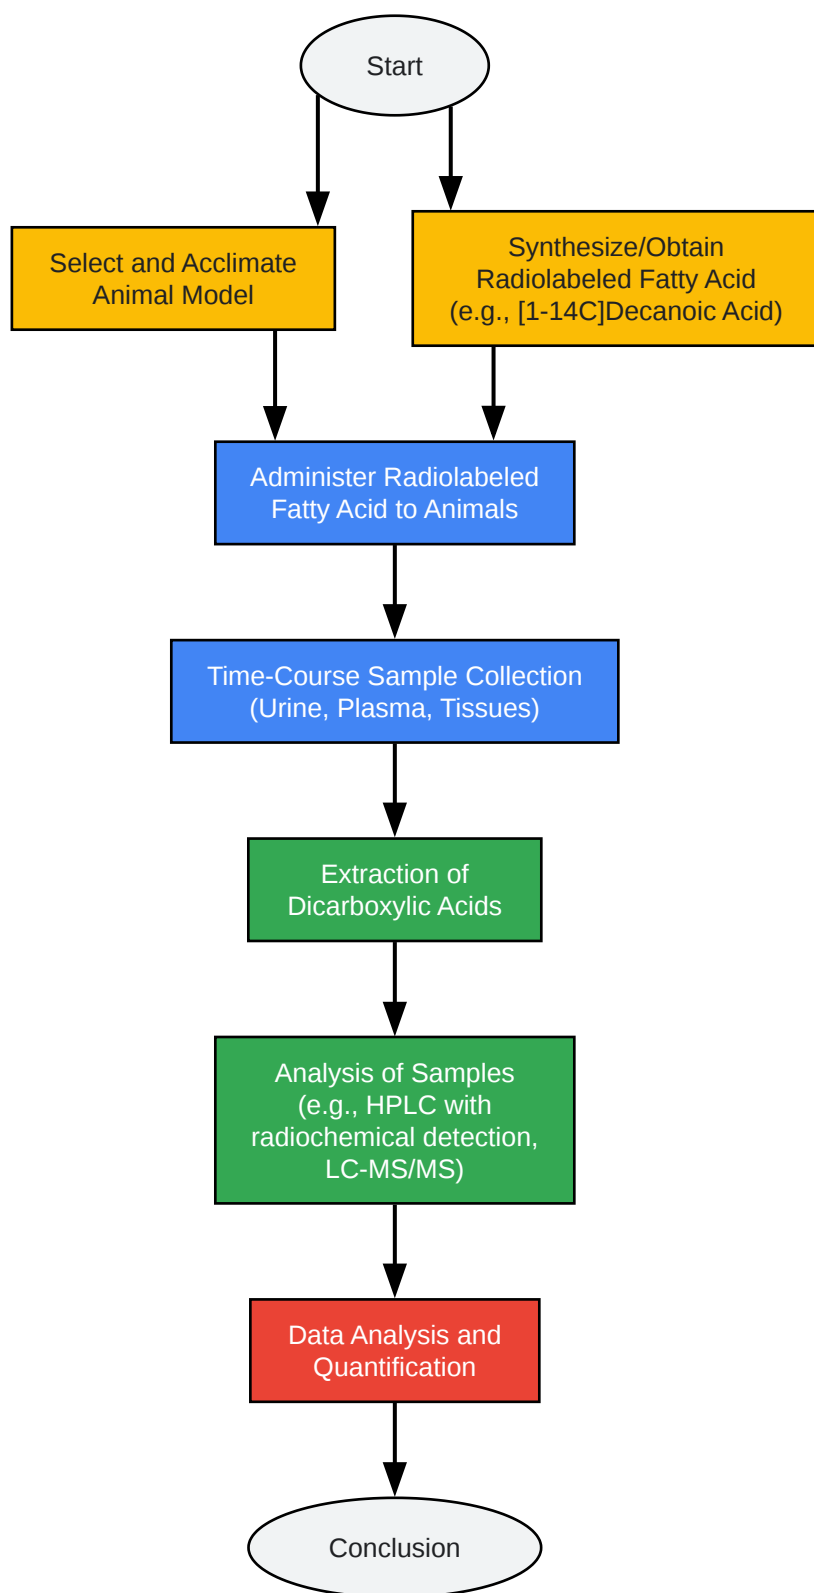 Start
Select and Acclimate
Animal Model
Synthesize/Obtain
Radiolabeled Fatty Acid
(e.g., [1-14C]Decanoic Acid)
Administer Radiolabeled
Fatty Acid to Animals
Time-Course Sample Collection
(Urine, Plasma, Tissues)
Extraction of
Dicarboxylic Acids
Analysis of Samples
(e.g., HPLC with
radiochemical detection,
LC-MS/MS)
Data Analysis and
Quantification
Conclusion